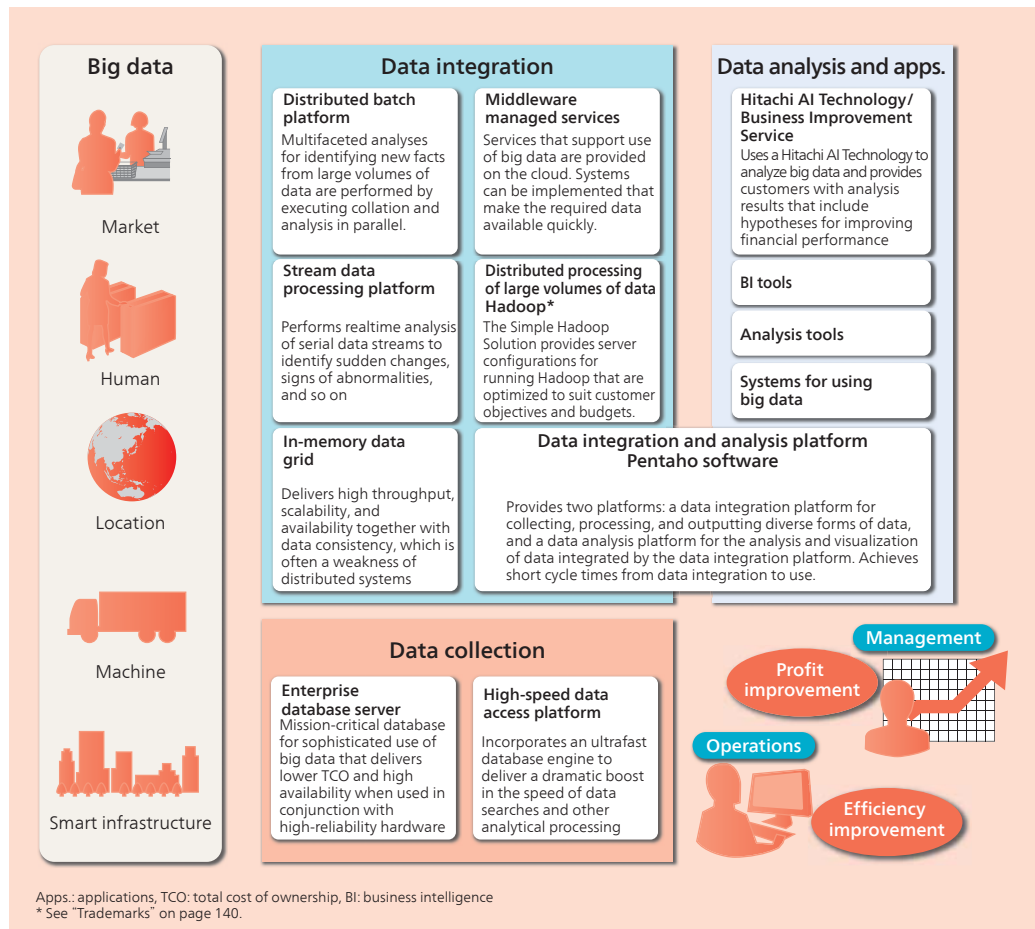 Big data
Market
Human
Location
Machine
Smart infrastructure
Data integration
Distributed batch
platform
Multifaceted analyses
for identifying new facts
from large volumes of
data are performed by
executing collation and
analysis in parallel.
Middleware
managed services
Services that support use
of big data are provided
on the cloud. Systems
can be implemented that
make the required data
available quickly.
Stream data
processing platform
Performs realtime analysis
of serial data streams to
identify sudden changes,
signs of abnormalities,
and so on
Distributed processing
of large volumes of data
Hadoop*
The Simple Hadoop
Solution provides server
configurations for
running Hadoop that are
optimized to suit customer
objectives and budgets.
In-memory data
grid
Delivers high throughput,
scalability, and
availability together with
data consistency, which is
often a weakness of
distributed systems
Data integration and analysis platform
Pentaho software
Provides two platforms: a data integration platform for
collecting, processing, and outputting diverse forms of data,
and a data analysis platform for the analysis and visualization
of data integrated by the data integration platform. Achieves
short cycle times from data integration to use.
Data analysis and apps.
Hitachi AI Technology/
Business Improvement
Service
Uses a Hitachi AI Technology to
analyze big data and provides
customers with analysis
results that include
hypotheses for improving
financial performance
BI tools
Analysis tools
Systems for using
big data
Data collection
Enterprise
database server
Mission-critical database
for sophisticated use of
big data that delivers
lower TCO and high
availability when used in
conjunction with
high-reliability hardware
High-speed data
access platform
Incorporates an ultrafast
database engine to
deliver a dramatic boost
in the speed of data
searches and other
analytical processing
Management
Profit
improvement
Operations
Efficiency
improvement
Apps.: applications, TCO: total cost of ownership, BI: business intelligence
* See "Trademarks" on page 140.